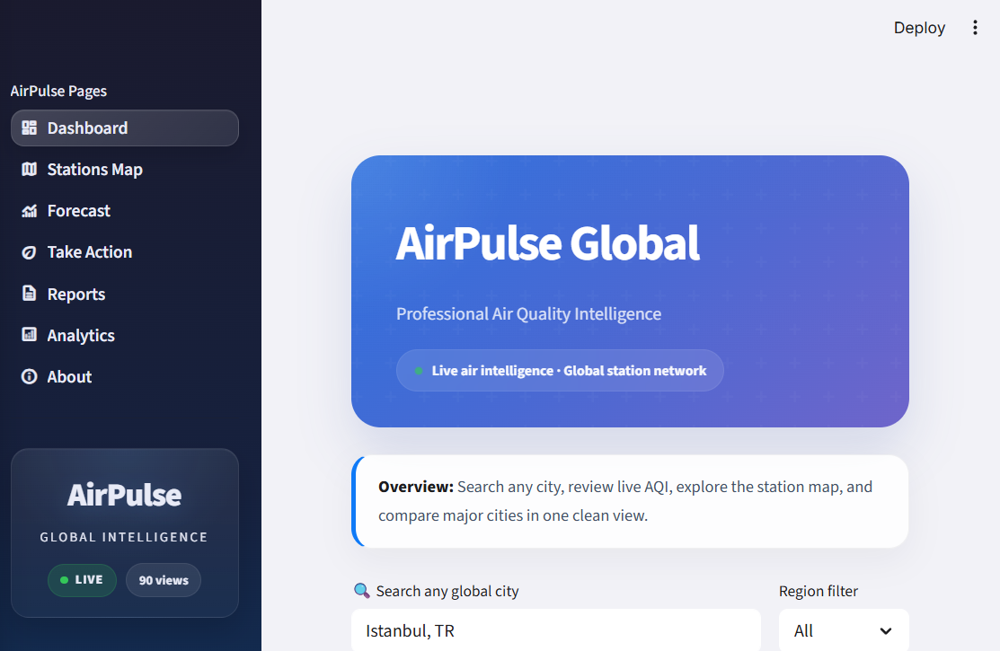 Deploy
AirPulse Pages
Dashboard
Stations Map
Forecast
Take Action
Reports
Analytics
About
AirPulse
GLOBAL INTELLIGENCE
LIVE
90 views
AirPulse Global
Professional Air Quality Intelligence
Live air intelligence · Global station network
Overview: Search any city, review live AQI, explore the station map, and
compare major cities in one clean view.
Search any global city
Istanbul, TR
Region filter
All